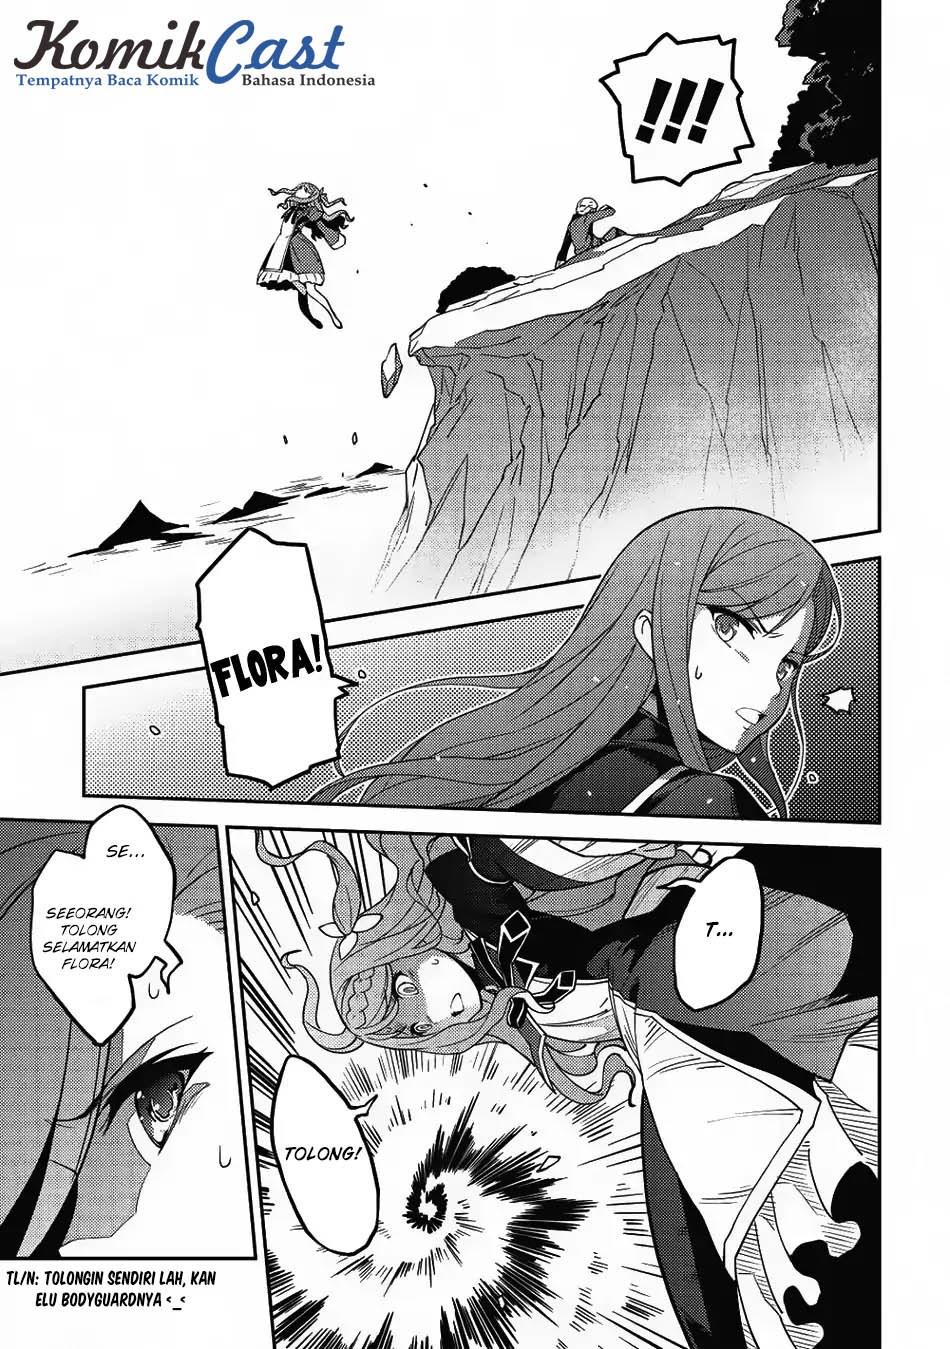 KomikCast
Tempatnya Baca Komik Bahasa Indonesia
!!!
FLORA!
T...
TOLONG!
SE...
SEEORANG!
TOLONG
SELAMATKAN
FLORA!
TL/N: TOLONGIN SENDIRI LAH, KAN
ELU BODYGUARDNYA <_<